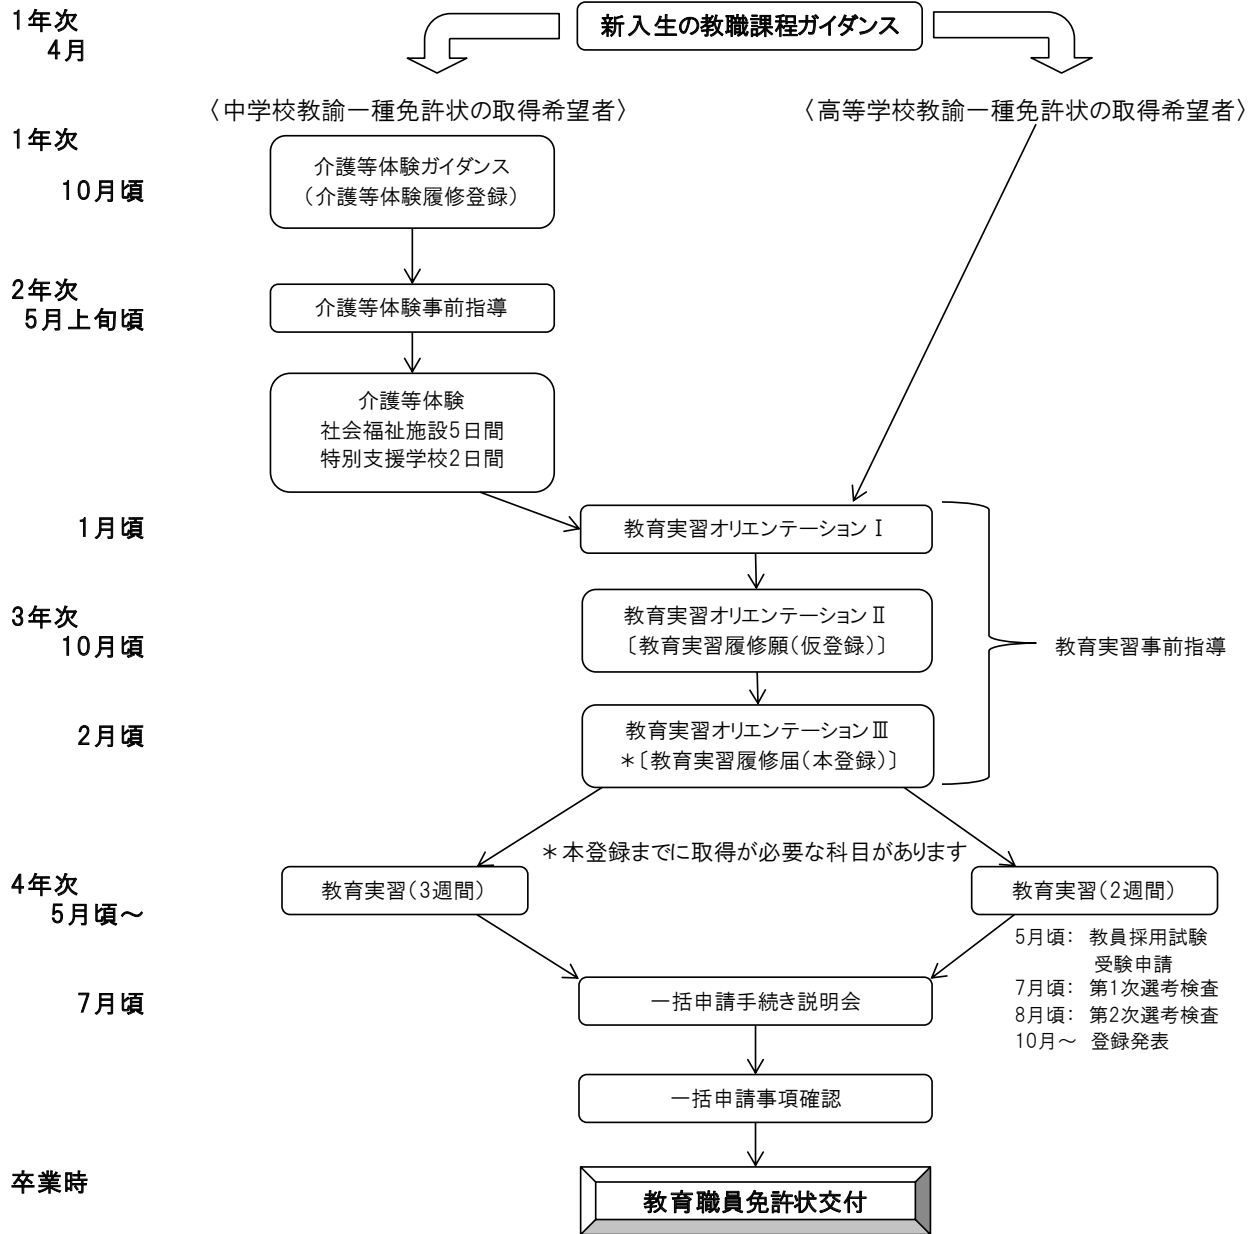 1年次
4月
新入生の教職課程ガイダンス
〈中学校教諭一種免許状の取得希望者〉
〈高等学校教諭一種免許状の取得希望者〉
1年次
10月頃
介護等体験ガイダンス
（介護等体験履修登録）
2年次
5月上旬頃
介護等体験事前指導
介護等体験
社会福祉施設5日間
特別支援学校2日間
1月頃
教育実習オリエンテーションⅠ
3年次
10月頃
教育実習オリエンテーションⅡ
〔教育実習履修願（仮登録）〕
教育実習事前指導
2月頃
教育実習オリエンテーションⅢ
＊〔教育実習履修届（本登録）〕
＊本登録までに取得が必要な科目があります
4年次
5月頃～
教育実習（3週間）
教育実習（2週間）
5月頃： 教員採用試験
受験申請
7月頃： 第1次選考検査
8月頃： 第2次選考検査
10月～ 登録発表
7月頃
一括申請手続き説明会
一括申請事項確認
卒業時
教育職員免許状交付